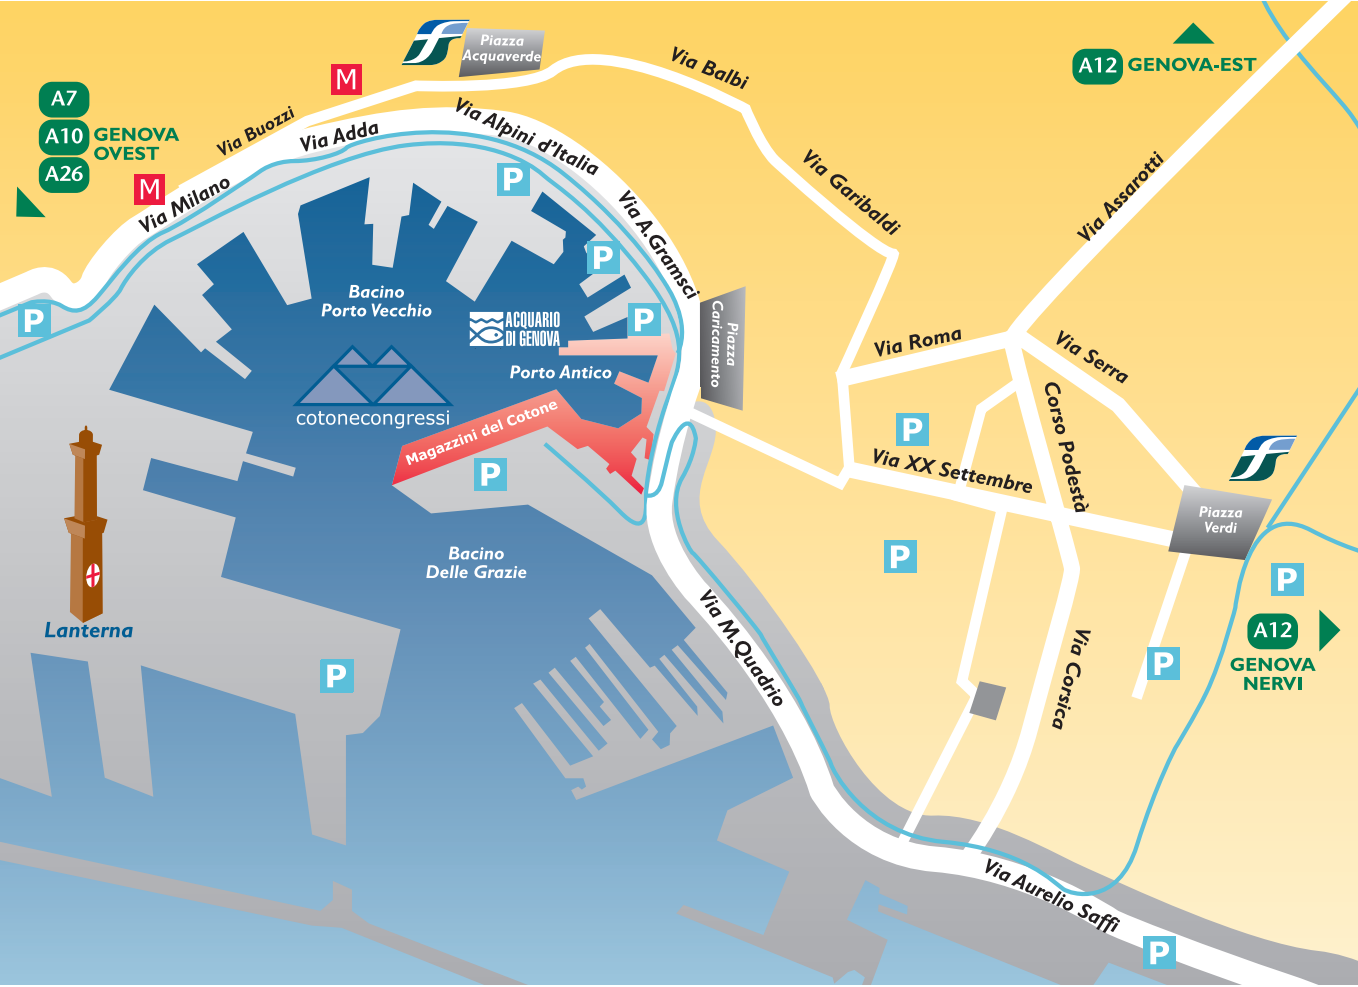 Piazza
Acquaverde
M
Via Balbi
A12 GENOVA-EST
A7
A10
A26
GENOVA
OVEST
Via Buozzi
Via Adda
Via Alpini d'Italia
M
Via Milano
P
Via A.Gramsci
Via Garibaldi
Via Assarotti
P
P
P
P
Bacino
Porto Vecchio
ACQUARIO
DI GENOVA
Porto Antico
Piazza
Caricamento
Via Roma
Via Serra
Corso Podestà
cotonecongressi
Magazzini del Cotone
P
P
Via XX Settembre
Piazza
Verdi
Bacino
Delle Grazie
P
P
A12
GENOVA
NERVI
Lanterna
Via M.Quadrio
Via Corsica
P
P
Via Aurelio Saffi
P